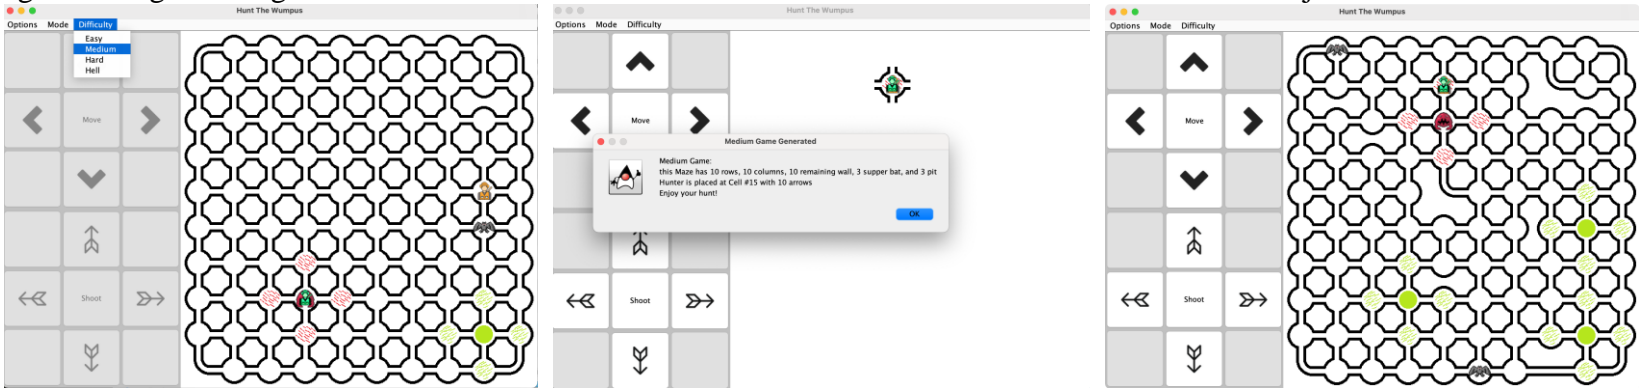 Hunt The Wumpus
Options Mode Difficulty
Easy
Medium
Hard
Hell
Move
Shoot
Hunt The Wumpus
Options Mode Difficulty
Move
Medium Game Generated
Medium Game:
this Maze has 10 rows, 10 columns, 10 remaining wall, 3 supper bat, and 3 pit
Hunter is placed at Cell #15 with 10 arrows
Enjoy your hunt!
OK
Shoot
Hunt The Wumpus
Options Mode Difficulty
Move
Shoot